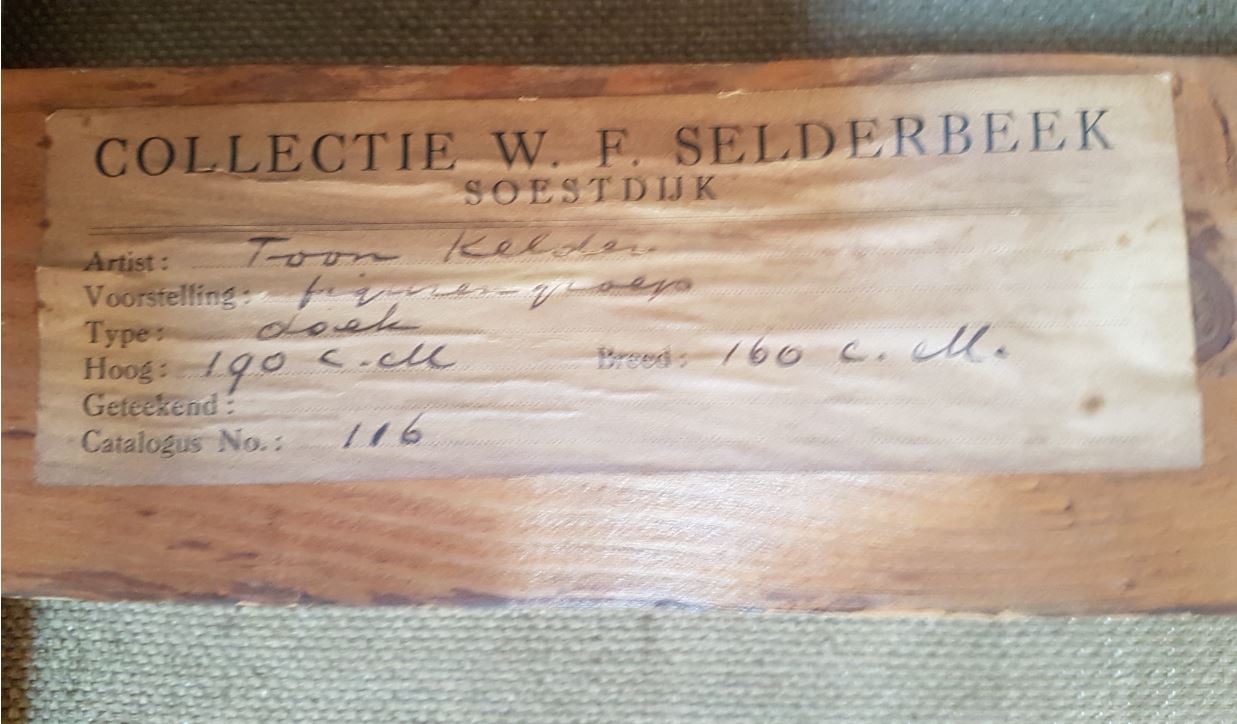 COLLECTIE W. F. SELDERBEEK
SOESTDIJK
Artist: Toon Kelder
Voorstelling: figuren-groep
Type: doek
Hoog: 190 c.M Breed: 160 c.M.
Geteekend:
Catalogus No.: 116